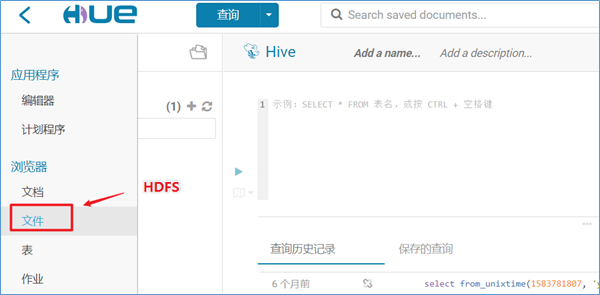 HUE
查询
Search saved documents...
应用程序
编辑器
计划程序
浏览器
文档
文件
表
作业
HDFS
(1)
Hive
Add a name...
Add a description...
1
示例: SELECT * FROM 表名, 或按 CTRL + 空格键
查询历史记录
保存的查询
6 个月前
select from_unixtime(1583781807, 'y